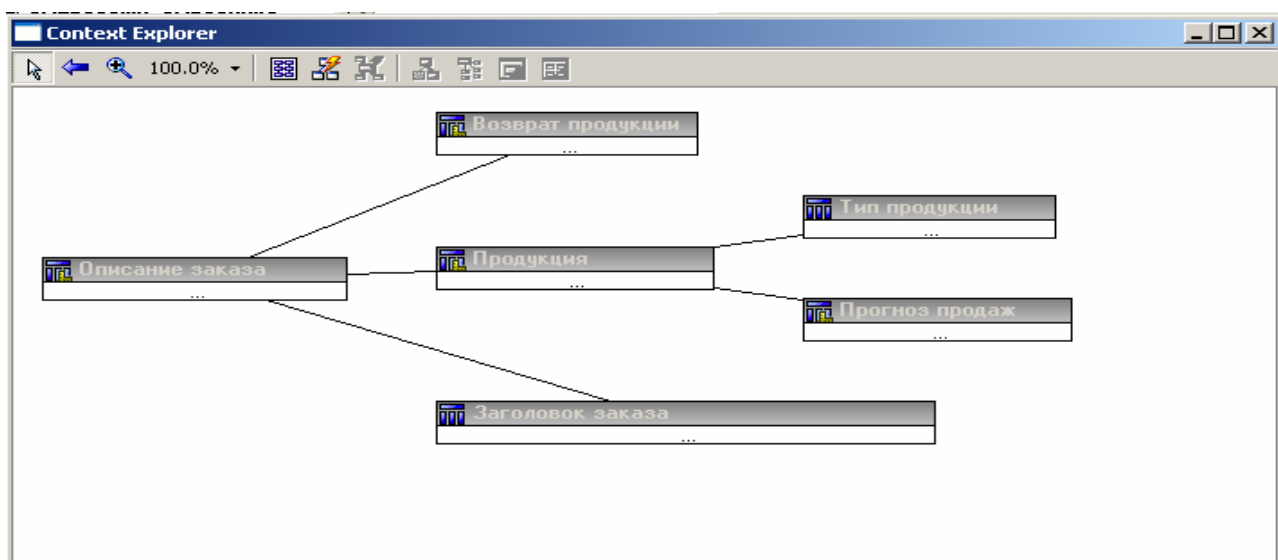 Context Explorer
100.0%
Возврат продукции
...
Тип продукции
...
Продукция
...
Описание заказа
...
Прогноз продаж
...
Заголовок заказа
...